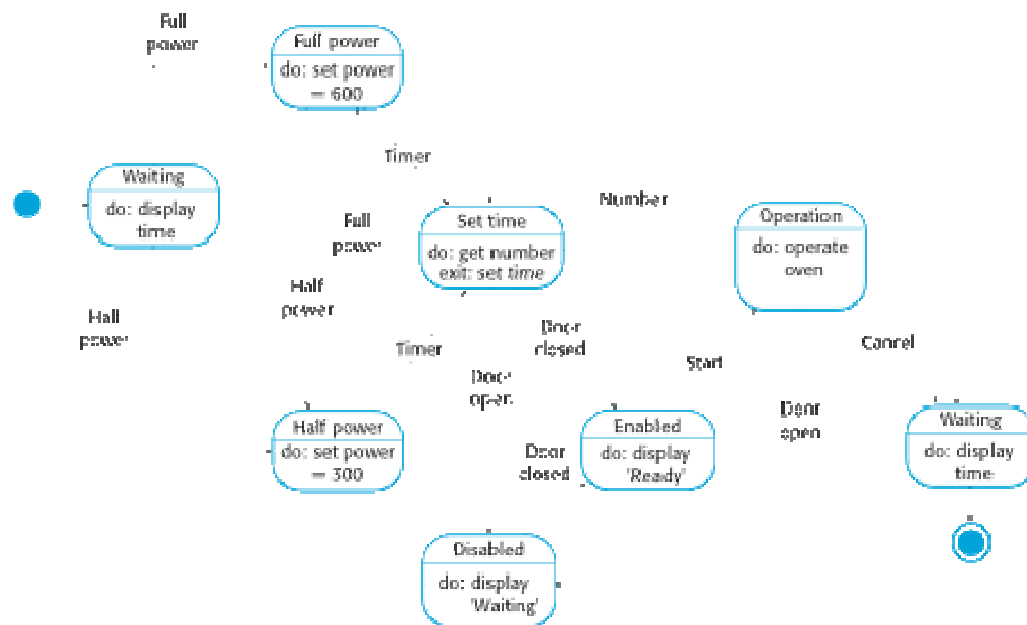 Full
power
Full power
do: set power
= 600
Timer
Waiting
do: display
time
Full
power
Set time
do: get number
exit: set time
Number
Operation
do: operate
oven
Half
power
Half
power
Timer
Door
closed
Door
open
Start
Cancel
Door
open
Half power
do: set power
= 300
Door
closed
Enabled
do: display
'Ready'
Waiting
do: display
time
Disabled
do: display
'Waiting'